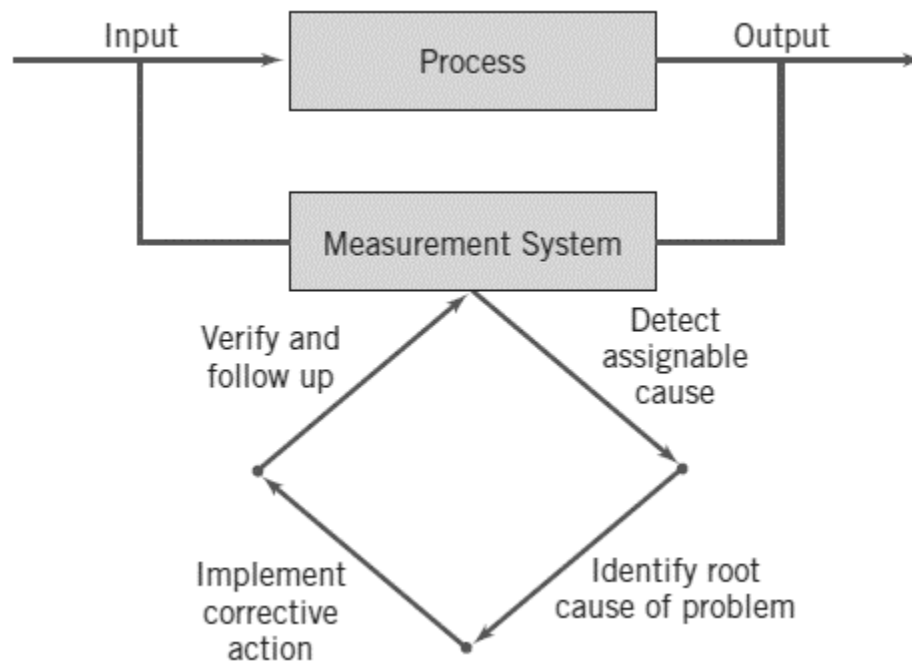 Input
Process
Output
Measurement System
Verify and
follow up
Detect
assignable
cause
Implement
corrective
action
Identify root
cause of problem